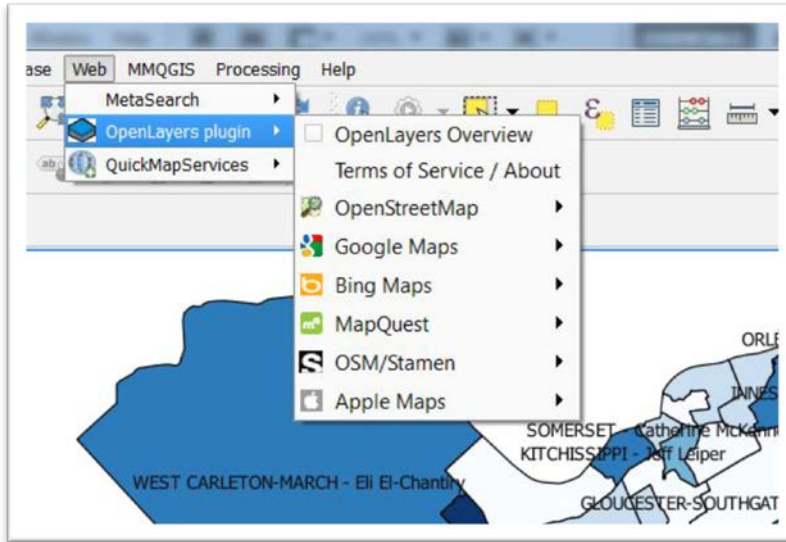 ase Web MMQGIS Processing Help
MetaSearch
OpenLayers plugin
QuickMapServices
OpenLayers Overview
Terms of Service / About
OpenStreetMap
Google Maps
Bing Maps
MapQuest
OSM/Stamen
Apple Maps
abc
ORLE
INNES
SOMERSET - Catherine McKenn
KITCHISSIPPI - Jeff Leiper
WEST CARLETON-MARCH - Eli El-Chantiry
GLOUCESTER-SOUTHGAT